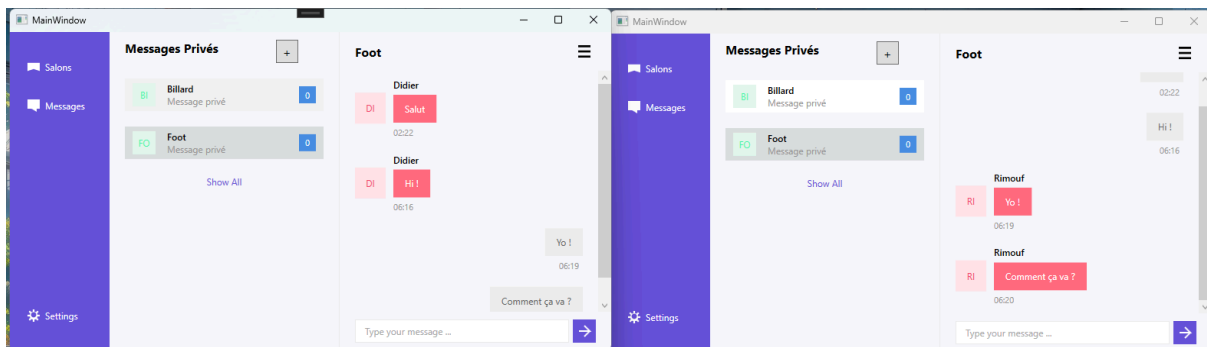 MainWindow
Salons
Messages
Settings
Messages Privés
+
BI
Billard
Message privé
0
FO
Foot
Message privé
0
Show All
Foot
Didier
DI
Salut
02:22
Didier
DI
Hi !
06:16
Yo !
06:19
Comment ça va ?
Type your message ...
MainWindow
Salons
Messages
Settings
Messages Privés
+
BI
Billard
Message privé
0
FO
Foot
Message privé
0
Show All
Foot
02:22
Hi !
06:16
Rimouf
RI
Yo !
06:19
Rimouf
RI
Comment ça va ?
06:20
Type your message ...